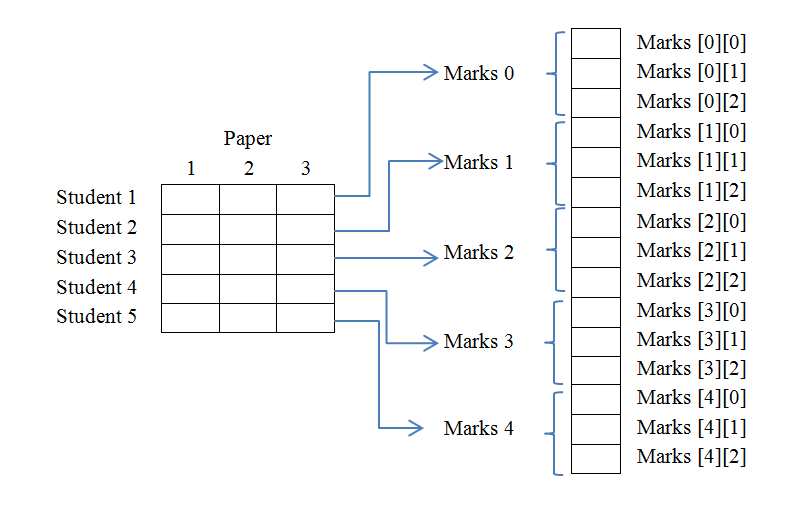 Paper
1 2 3
Student 1
Student 2
Student 3
Student 4
Student 5
Marks 0
Marks 1
Marks 2
Marks 3
Marks 4
Marks [0][0]
Marks [0][1]
Marks [0][2]
Marks [1][0]
Marks [1][1]
Marks [1][2]
Marks [2][0]
Marks [2][1]
Marks [2][2]
Marks [3][0]
Marks [3][1]
Marks [3][2]
Marks [4][0]
Marks [4][1]
Marks [4][2]